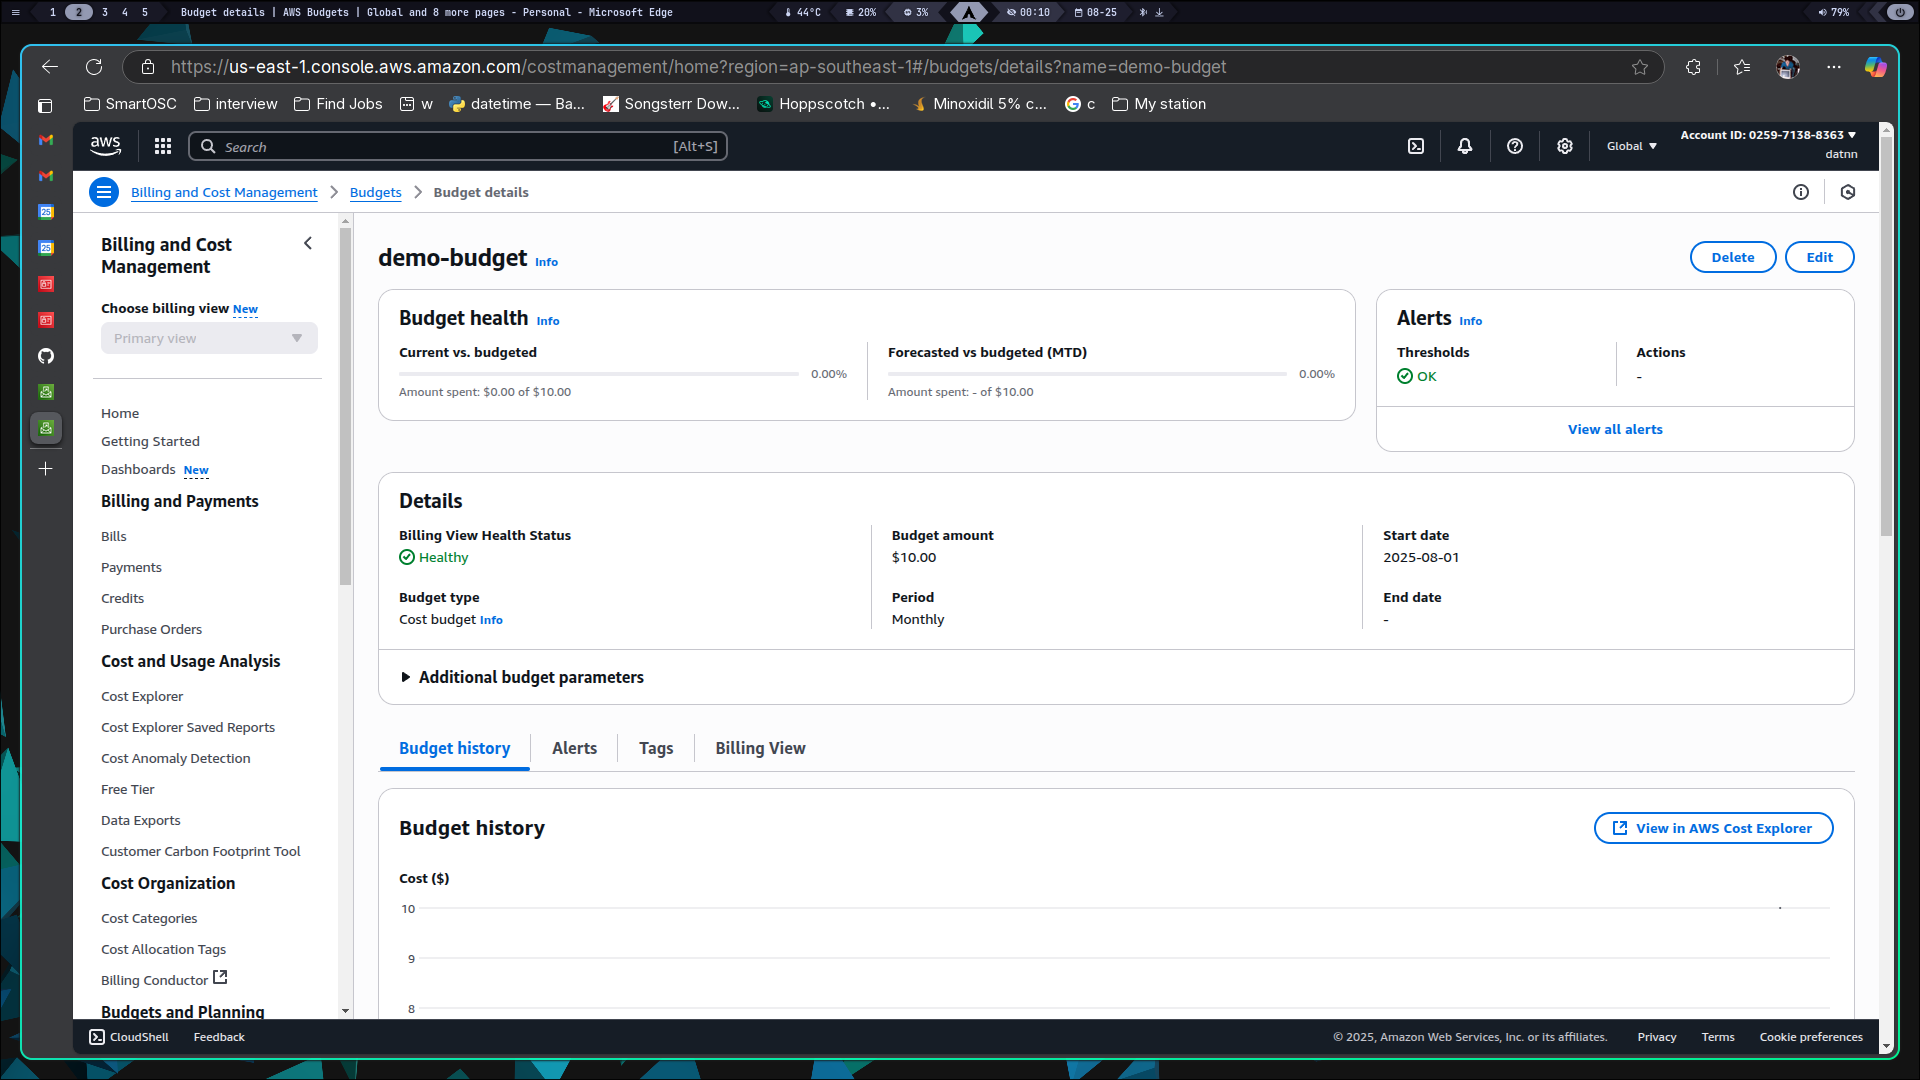 1 2 3 4 5 Budget details | AWS Budgets | Global and 8 more pages - Personal - Microsoft Edge 44°C 20% 3% 00:10 08-25 79%
https://us-east-1.console.aws.amazon.com/costmanagement/home?region=ap-southeast-1#/budgets/details?name=demo-budget
SmartOSC interview Find Jobs w datetime — Ba... Songsterr Dow... Hoppscotch •... Minoxidil 5% c... c My station
aws Search [Alt+S] Global Account ID: 0259-7138-8363
datnn
Billing and Cost Management Budgets Budget details
Billing and Cost Management
Choose billing view New
Primary view
Home
Getting Started
Dashboards New
Billing and Payments
Bills
Payments
Credits
Purchase Orders
Cost and Usage Analysis
Cost Explorer
Cost Explorer Saved Reports
Cost Anomaly Detection
Free Tier
Data Exports
Customer Carbon Footprint Tool
Cost Organization
Cost Categories
Cost Allocation Tags
Billing Conductor
Budgets and Planning
demo-budget Info
Delete Edit
Budget health Info
Current vs. budgeted
0.00%
Amount spent: $0.00 of $10.00
Forecasted vs budgeted (MTD)
0.00%
Amount spent: - of $10.00
Alerts Info
Thresholds
OK
Actions
-
View all alerts
Details
Billing View Health Status
Healthy
Budget type
Cost budget Info
Budget amount
$10.00
Period
Monthly
Start date
2025-08-01
End date
-
Additional budget parameters
Budget history Alerts Tags Billing View
Budget history
View in AWS Cost Explorer
Cost ($)
10
9
8
CloudShell Feedback © 2025, Amazon Web Services, Inc. or its affiliates. Privacy Terms Cookie preferences